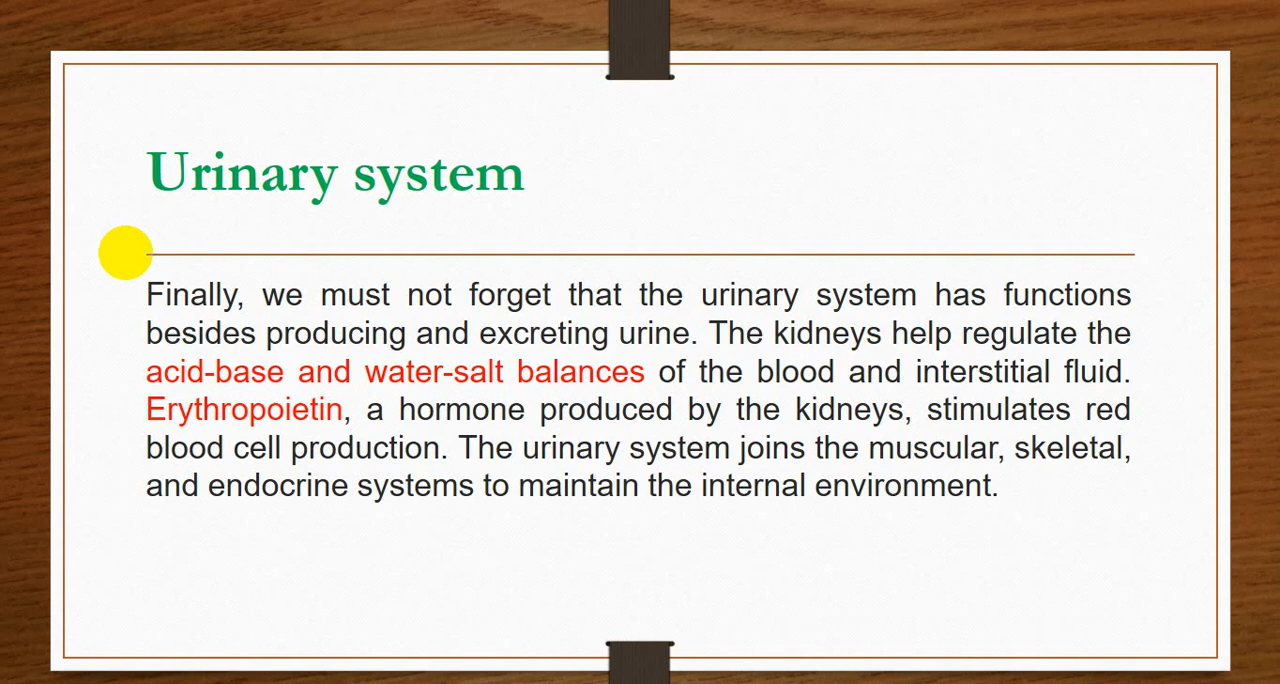 Urinary system
Finally, we must not forget that the urinary system has functions
besides producing and excreting urine. The kidneys help regulate the
acid-base and water-salt balances of the blood and interstitial fluid.
Erythropoietin, a hormone produced by the kidneys, stimulates red
blood cell production. The urinary system joins the muscular, skeletal,
and endocrine systems to maintain the internal environment.